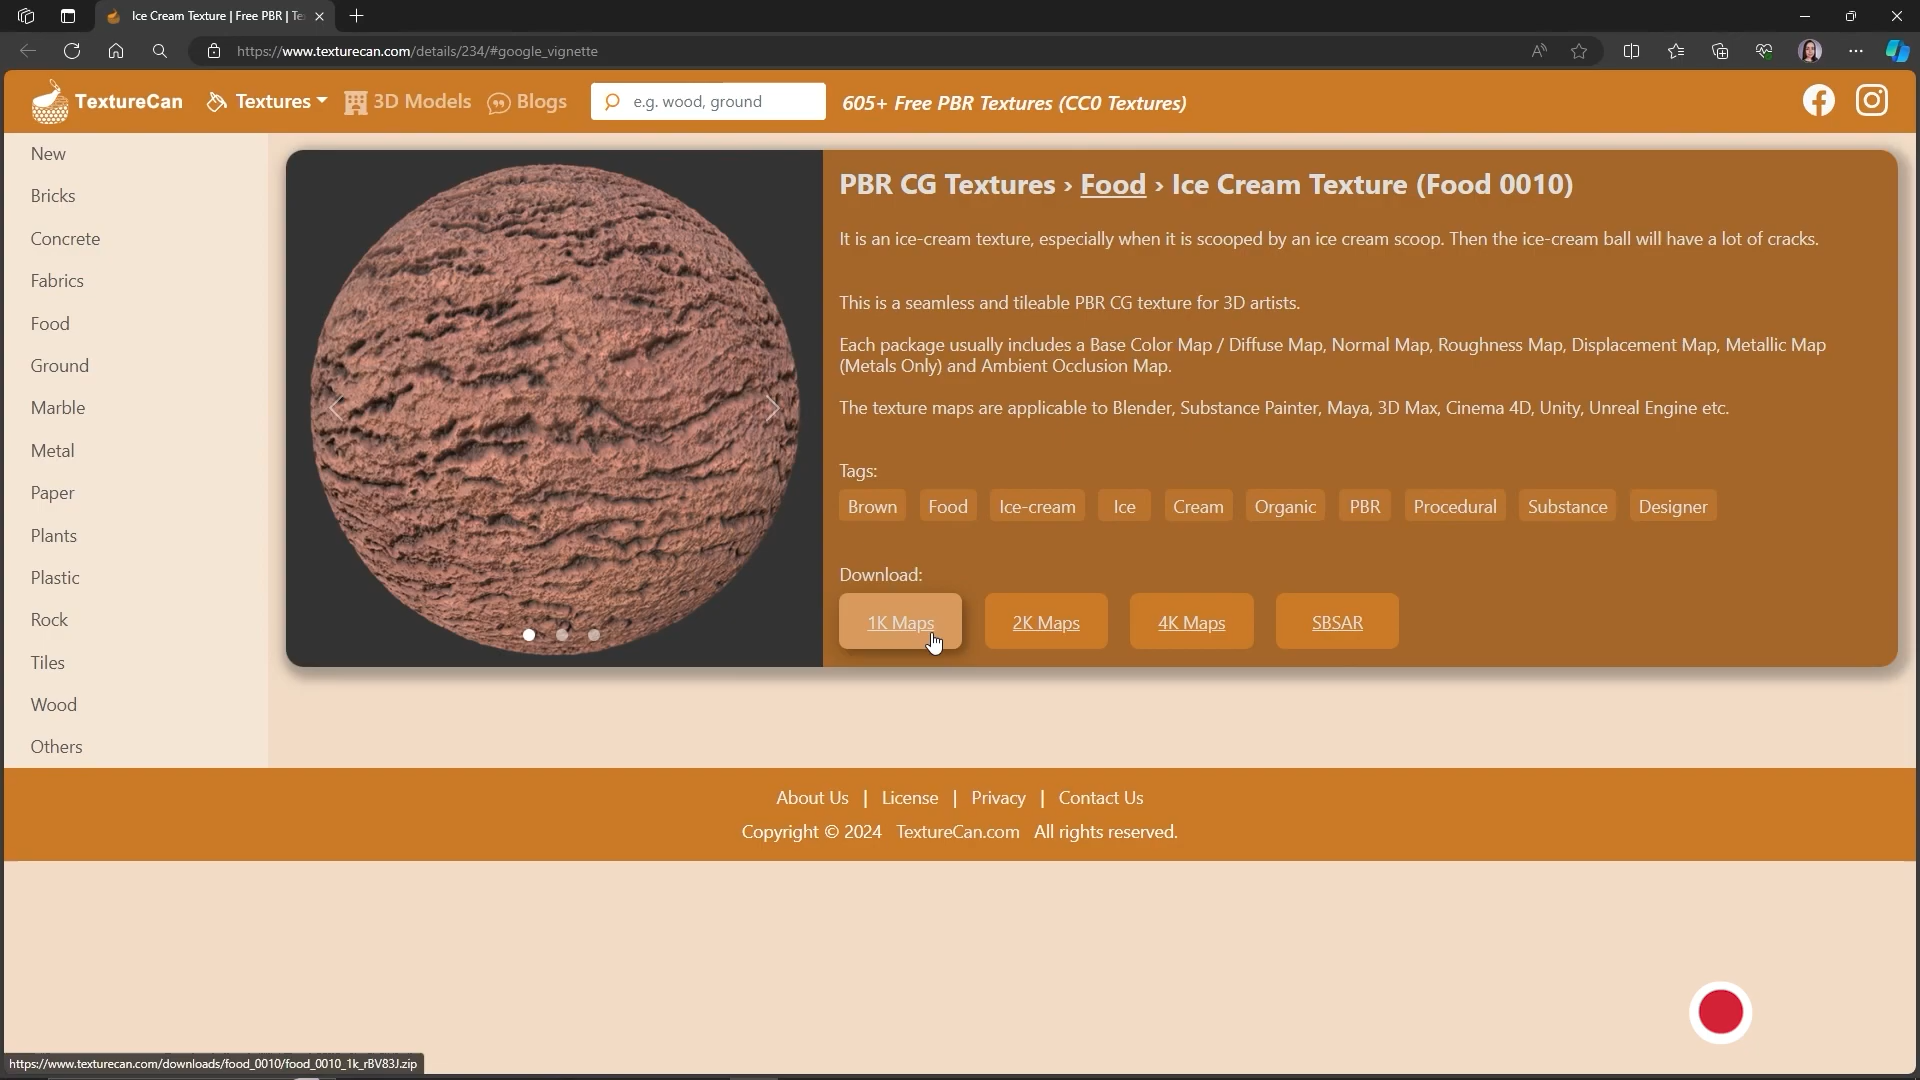 Ice Cream Texture | Free PBR | Te
https://www.texturecan.com/details/234/#google_vignette
TextureCan
Textures
3D Models
Blogs
e.g. wood, ground
605+ Free PBR Textures (CC0 Textures)
New
Bricks
Concrete
Fabrics
Food
Ground
Marble
Metal
Paper
Plants
Plastic
Rock
Tiles
Wood
Others
PBR CG Textures › Food › Ice Cream Texture (Food 0010)
It is an ice-cream texture, especially when it is scooped by an ice cream scoop. Then the ice-cream ball will have a lot of cracks.
This is a seamless and tileable PBR CG texture for 3D artists.
Each package usually includes a Base Color Map / Diffuse Map, Normal Map, Roughness Map, Displacement Map, Metallic Map
(Metals Only) and Ambient Occlusion Map.
The texture maps are applicable to Blender, Substance Painter, Maya, 3D Max, Cinema 4D, Unity, Unreal Engine etc.
Tags:
Brown Food Ice-cream Ice Cream Organic PBR Procedural Substance Designer
Download:
1K Maps 2K Maps 4K Maps SBSAR
About Us | License | Privacy | Contact Us
Copyright © 2024 TextureCan.com All rights reserved.
https://www.texturecan.com/downloads/food_0010/food_0010_1k_rBV83J.zip